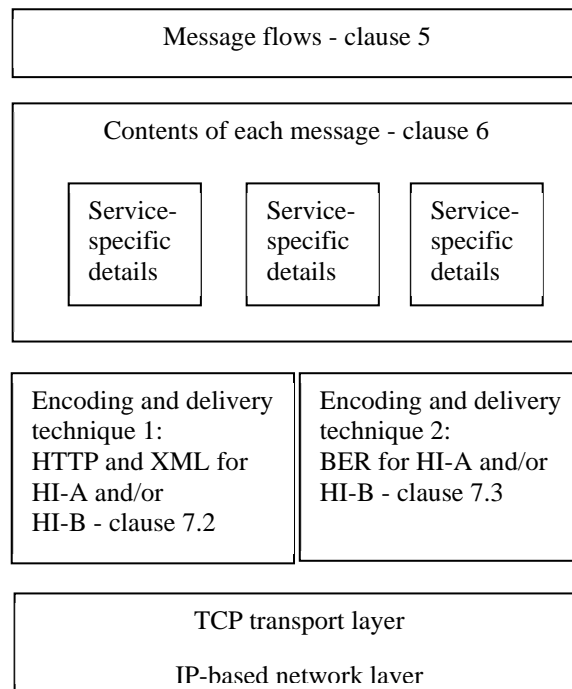 Message flows - clause 5
Contents of each message - clause 6
Service-
specific
details
Service-
specific
details
Service-
specific
details
Encoding and delivery
technique 1:
HTTP and XML for
HI-A and/or
HI-B - clause 7.2
Encoding and delivery
technique 2:
BER for HI-A and/or
HI-B - clause 7.3
TCP transport layer
IP-based network layer